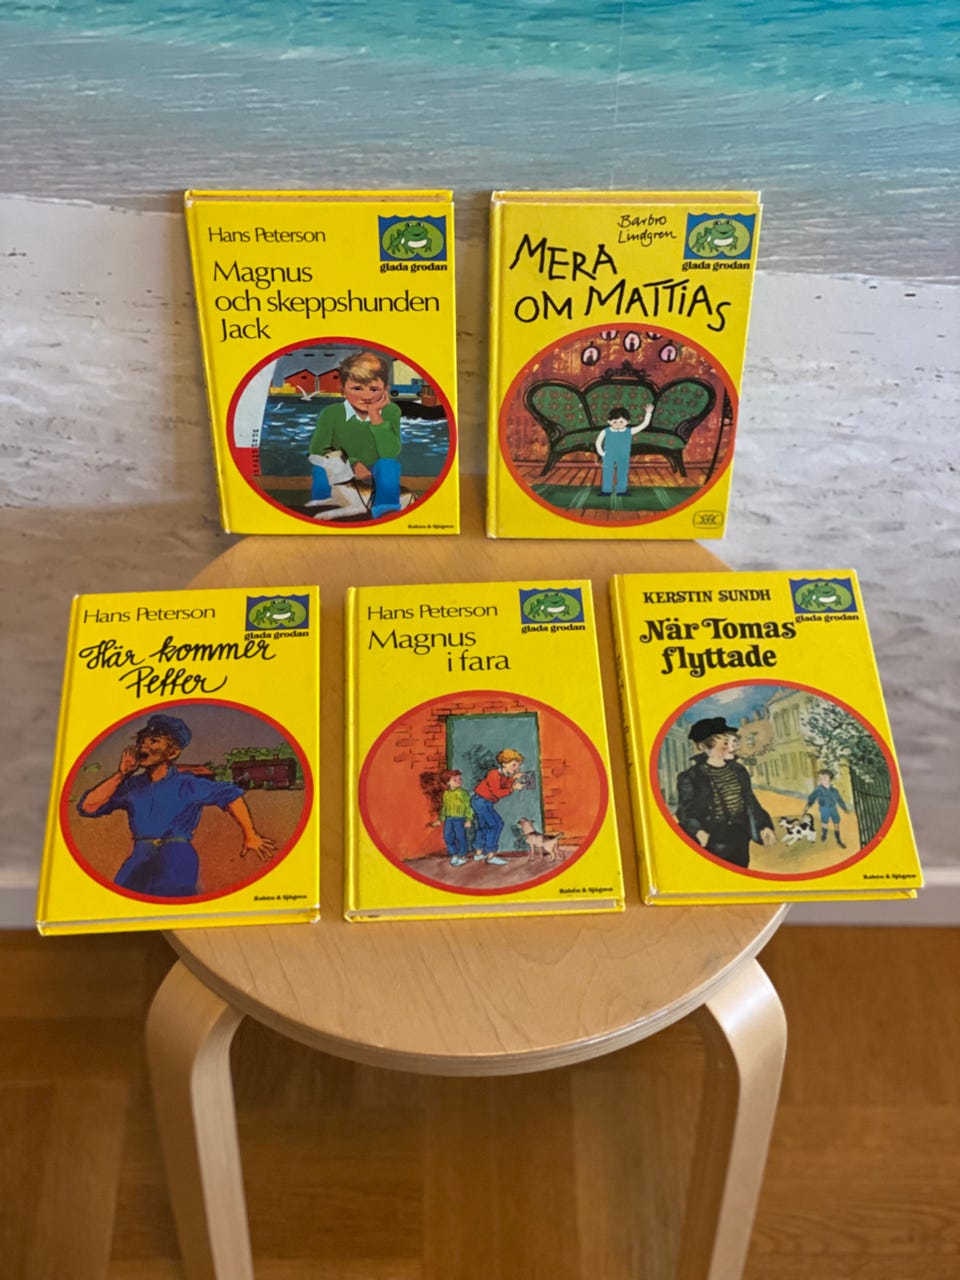 Hans Peterson
glada grodan
Magnus
och skeppshunden
Jack
Rabén & Sjögren
Barbro
Lindgren
glada grodan
MERA
OM MATTIAS
Hans Peterson
glada grodan
Här kommer
Petter
Rabén & Sjögren
Hans Peterson
glada grodan
Magnus
i fara
Rabén & Sjögren
KERSTIN SUNDH
glada grodan
När Tomas
flyttade
Rabén & Sjögren